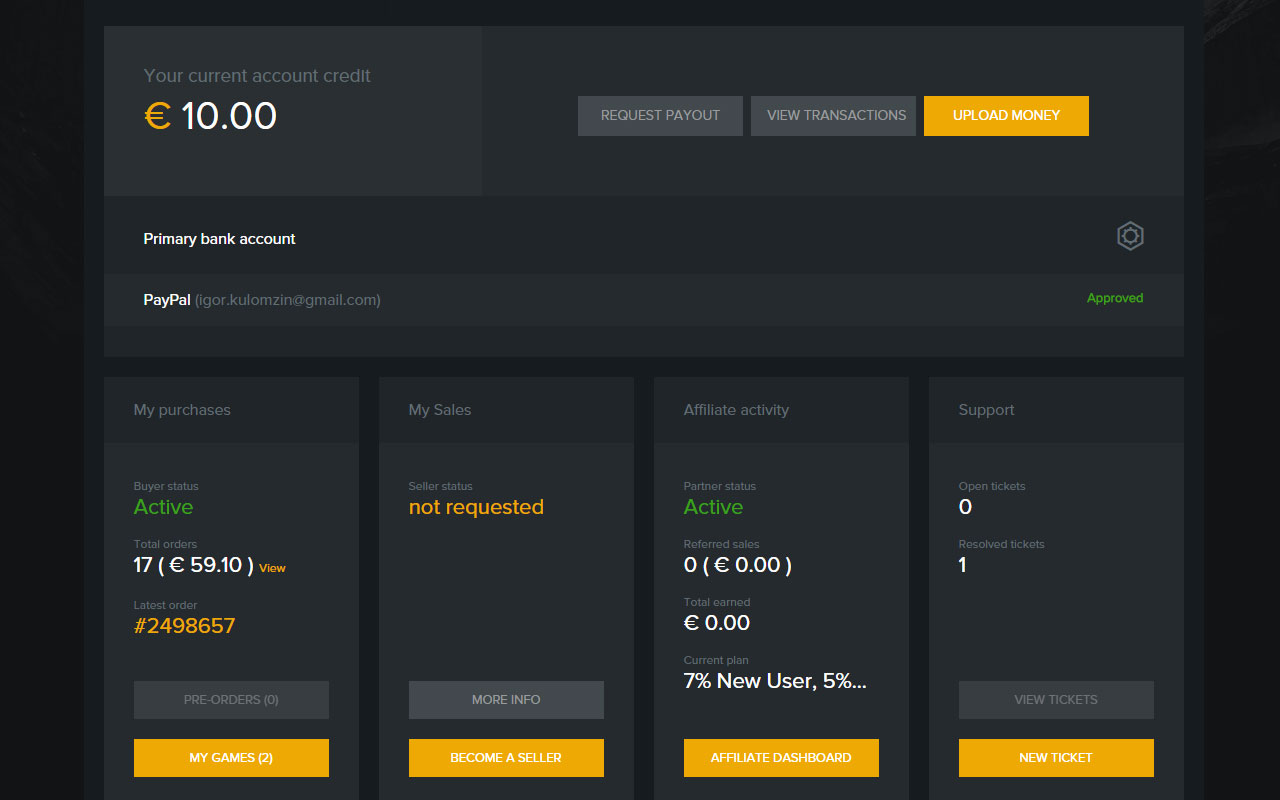 Your current account credIt
€ 10.00
REQUEST PAYOUT
VIEW TRANSACTIONS
UPLOAD MONEY
Primary bank account
PayPal (igor.kulomzin@gmail.com)
Approved
My purchases
Buyer status
Active
Total orders
17 ( € 59.10 ) View
Latest order
#2498657
PRE-ORDERS (0)
MY GAMES (2)
My Sales
Seller status
not requested
MORE INFO
BECOME A SELLER
Affiliate activity
Partner status
Active
Referred sales
0 ( € 0.00 )
Total earned
€ 0.00
Current plan
7% New User, 5%...
AFFILIATE DASHBOARD
Support
Open tickets
0
Resolved tickets
1
VIEW TICKETS
NEW TICKET